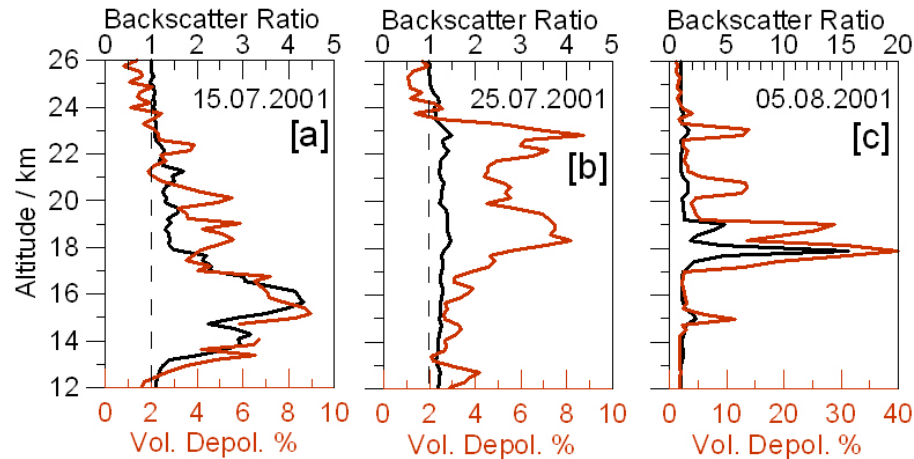 Backscatter Ratio Backscatter Ratio Backscatter Ratio
0 1 2 3 4 5 0 1 2 3 4 5 0 5 10 15 20
26
15.07.2001 25.07.2001 05.08.2001
24
[a] [b] [c]
22
20
18
16
14
12
Altitude / km
0 2 4 6 8 10 0 2 4 6 8 10 0 10 20 30 40
Vol. Depol. % Vol. Depol. % Vol. Depol. %